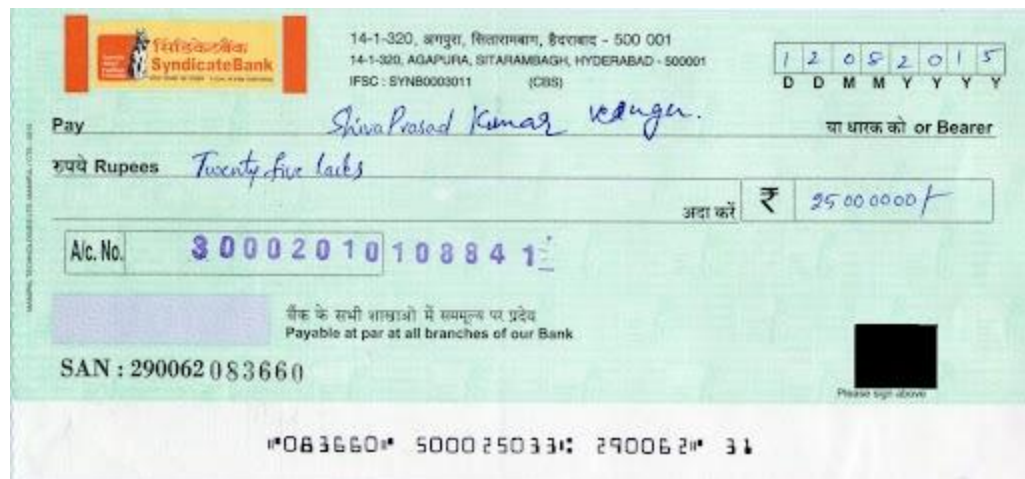 सिंडिकेटबैंक
SyndicateBank
14-1-320, अगपुरा, सितारामबाग, हैदराबाद - 500 001
14-1-320, AGAPURA, SITARAMBAGH, HYDERABAD - 500001
IFSC : SYNB0003011 (CBS)
1 2 0 8 2 0 1 5
D D M M Y Y Y Y
Pay Shiva Prasad Kumar या धारक को or Bearer
रुपये Rupees Twenty five lacks
अदा करें ₹ 25000000/-
A/c. No. 30002010108841
बैंक के सभी शाखाओं में सममूल्य पर प्रदेय
Payable at par at all branches of our Bank
SAN : 290062083660
Please sign above
⑈083660⑈ 500025033⑆ 290062⑈ 31